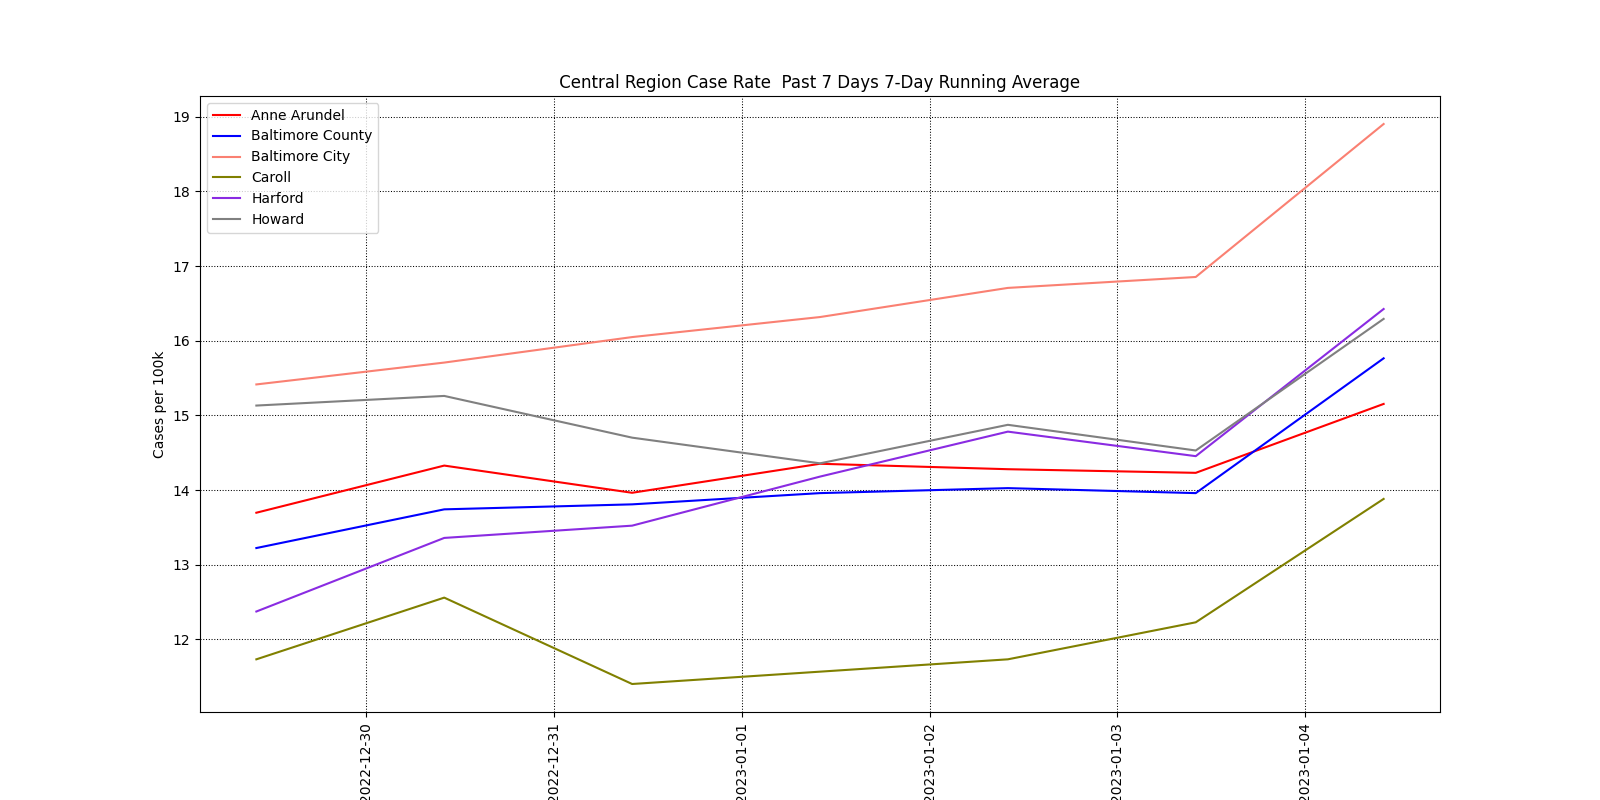 Central Region Case Rate  Past 7 Days 7-Day Running Average
Anne Arundel
Baltimore County
Baltimore City
Caroll
Harford
Howard
Cases per 100k
19
18
17
16
15
14
13
12
2022-12-30
2022-12-31
2023-01-01
2023-01-02
2023-01-03
2023-01-04